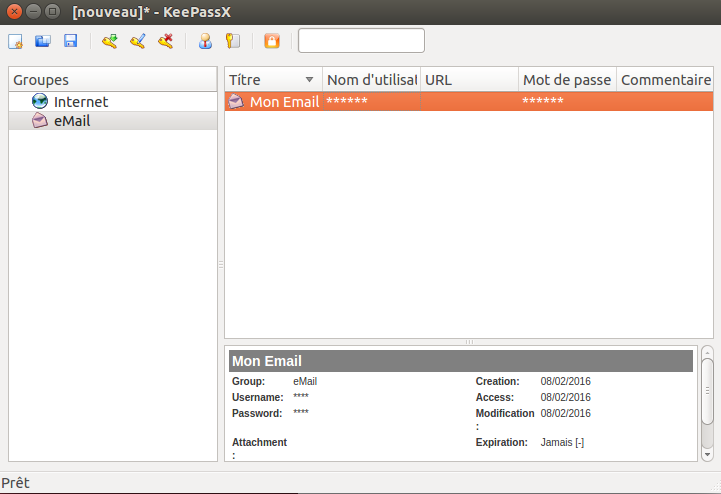 [nouveau]* - KeePassX
Groupes
Internet
eMail
Títre Nom d'utilisat URL Mot de passe Commentaire
Mon Email ****** ******
Mon Email
Group: eMail Creation: 08/02/2016
Username: **** Access: 08/02/2016
Password: **** Modification : 08/02/2016
Attachment : Expiration: Jamais [-]
Prêt